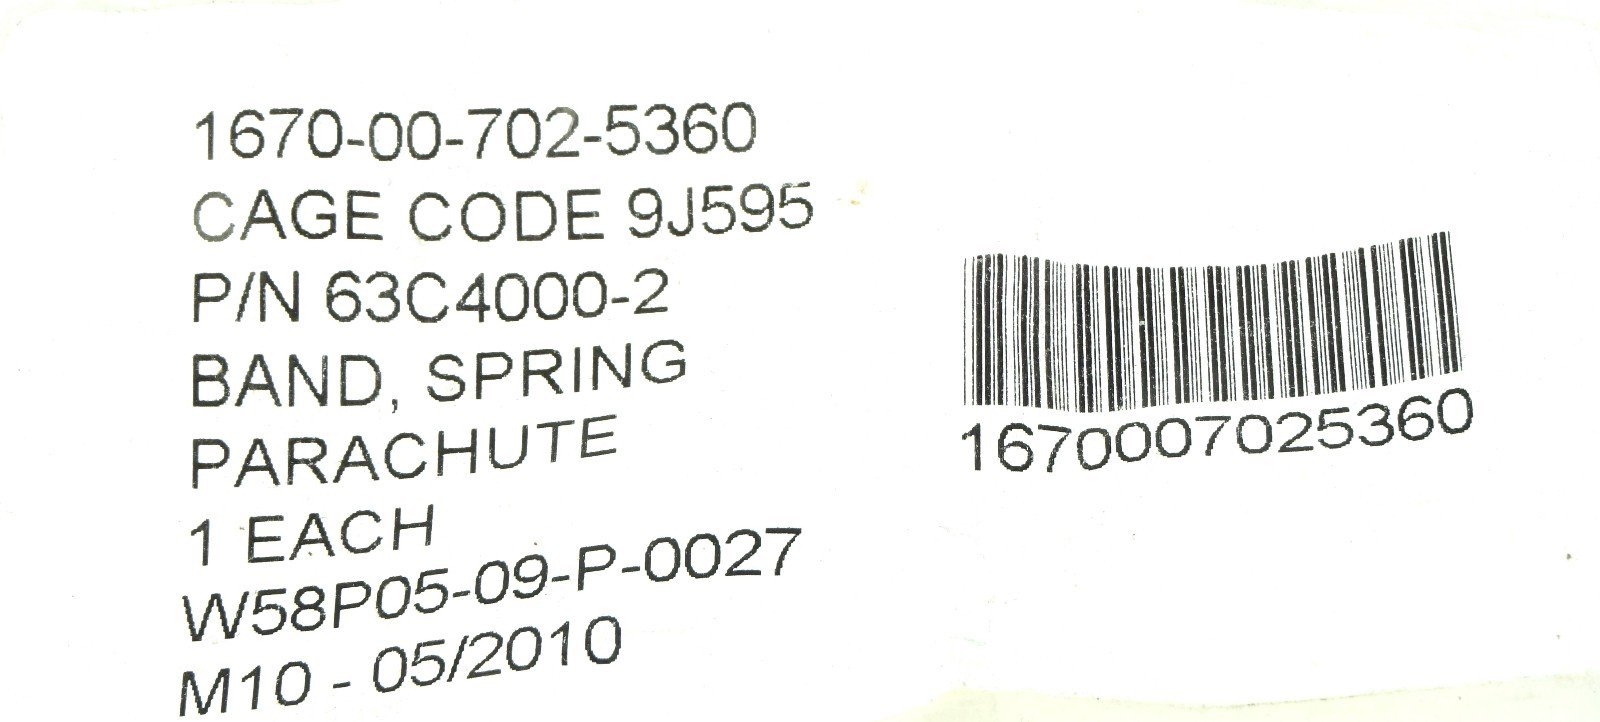 1670-00-702-5360
CAGE CODE 9J595
P/N 63C4000-2
BAND, SPRING
PARACHUTE
1 EACH
W58P05-09-P-0027
M10 - 05/2010
1670007025360